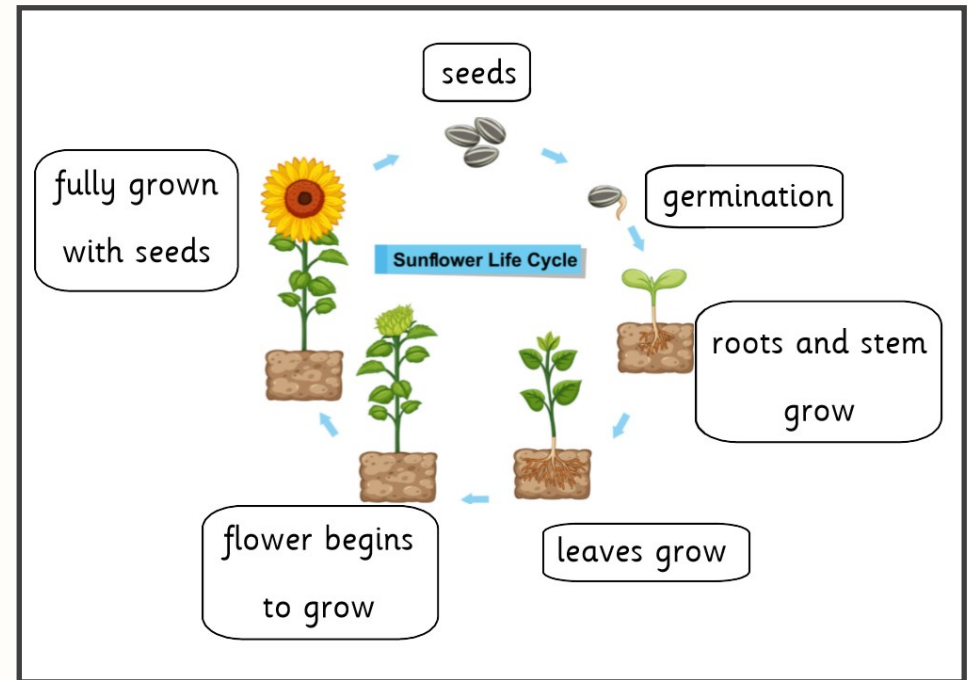 seeds
germination
roots and stem
grow
leaves grow
flower begins
to grow
fully grown
with seeds
Sunflower Life Cycle